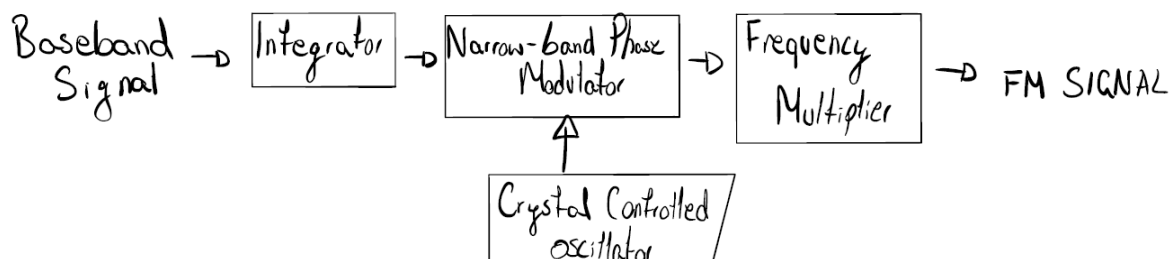 Baseband
Signal
Integrator
Narrow-band Phase
Modulator
Frequency
Multiplier
FM SIGNAL
Crystal Controlled
oscillator